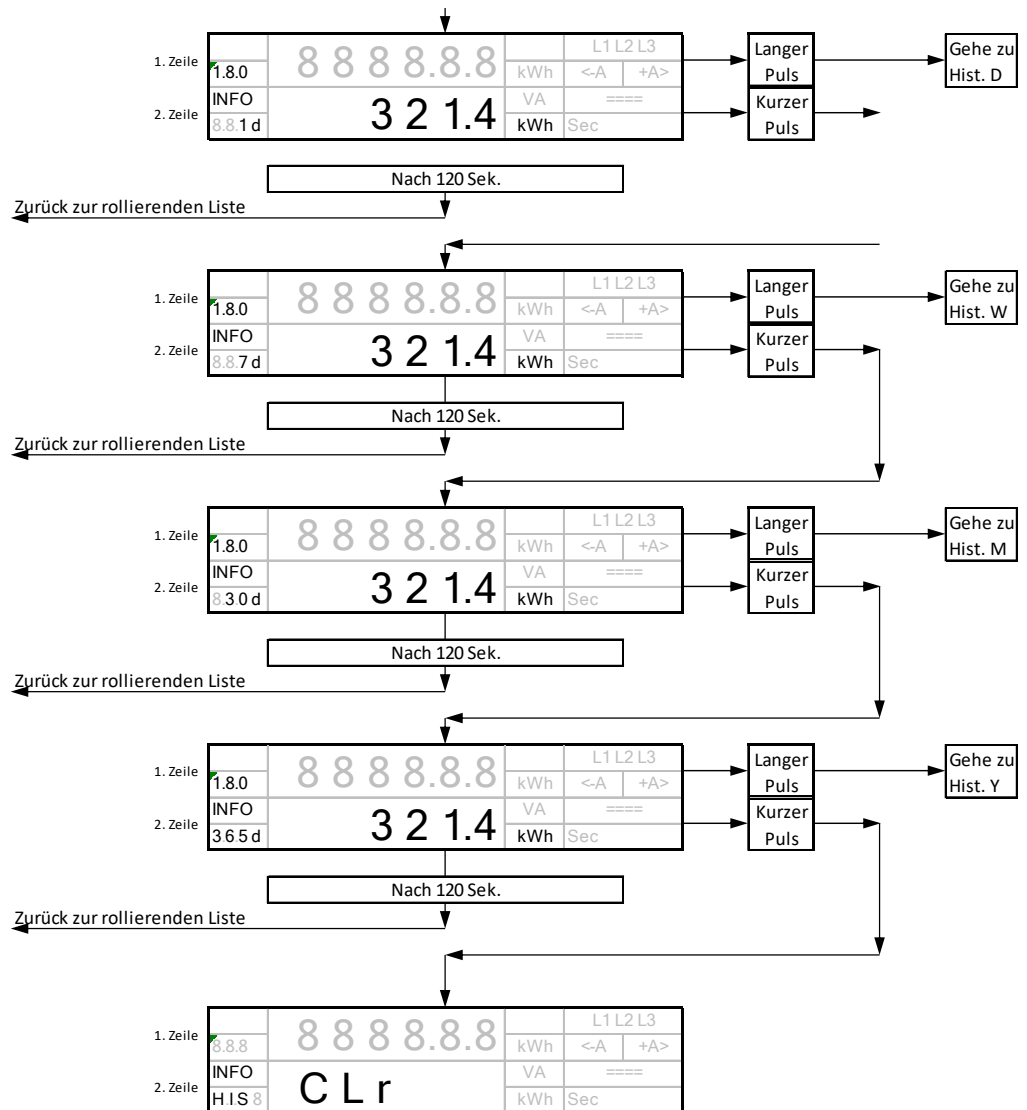 L1 L2 L3
1. Zeile 1.8.0 8 8 8 8.8.8 kWh <-A +A> Langer Puls Gehe zu Hist. D
INFO VA ====
2. Zeile 8.8.1 d 3 2 1.4 kWh Sec Kurzer Puls
Nach 120 Sek.
Zurück zur rollierenden Liste
L1 L2 L3
1. Zeile 1.8.0 8 8 8 8.8.8 kWh <-A +A> Langer Puls Gehe zu Hist. W
INFO VA ====
2. Zeile 8.8.7 d 3 2 1.4 kWh Sec Kurzer Puls
Nach 120 Sek.
Zurück zur rollierenden Liste
L1 L2 L3
1. Zeile 1.8.0 8 8 8 8.8.8 kWh <-A +A> Langer Puls Gehe zu Hist. M
INFO VA ====
2. Zeile 8.3.0 d 3 2 1.4 kWh Sec Kurzer Puls
Nach 120 Sek.
Zurück zur rollierenden Liste
L1 L2 L3
1. Zeile 1.8.0 8 8 8 8.8.8 kWh <-A +A> Langer Puls Gehe zu Hist. Y
INFO VA ====
2. Zeile 3.6.5 d 3 2 1.4 kWh Sec Kurzer Puls
Nach 120 Sek.
Zurück zur rollierenden Liste
L1 L2 L3
1. Zeile 8.8.8 8 8 8 8.8.8 kWh <-A +A>
INFO VA ====
2. Zeile H.I.S 8 C L r kWh Sec